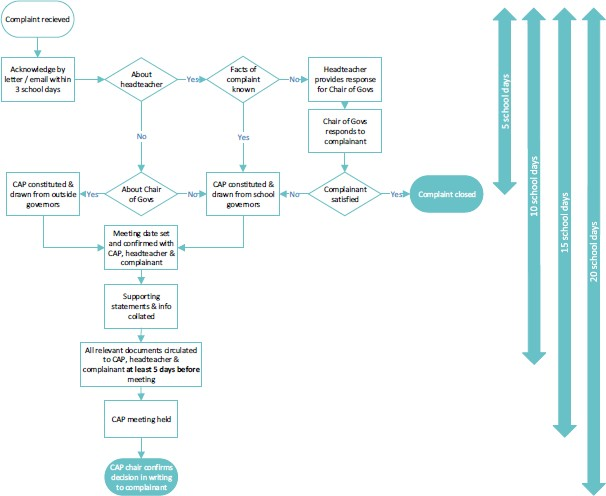 Complaint recieved
Acknowledge by
letter / email within
3 school days
About
headteacher
Yes
Facts of
complaint
known
No
Headteacher
provides response
for Chair of Govs
Chair of Govs
responds to
complainant
No
Yes
CAP constituted &
drawn from outside
governors
Yes
About Chair
of Govs
No
CAP constituted &
drawn from school
governors
No
Complainant
satisfied
Yes
Complaint closed
Meeting date set
and confirmed with
CAP, headteacher &
complainant
Supporting
statements & info
collated
All relevant documents circulated
to CAP, headteacher &
complainant at least 5 days before
meeting
CAP meeting held
CAP chair confirms
decision in writing
to complainant
5 school days
10 school days
15 school days
20 school days